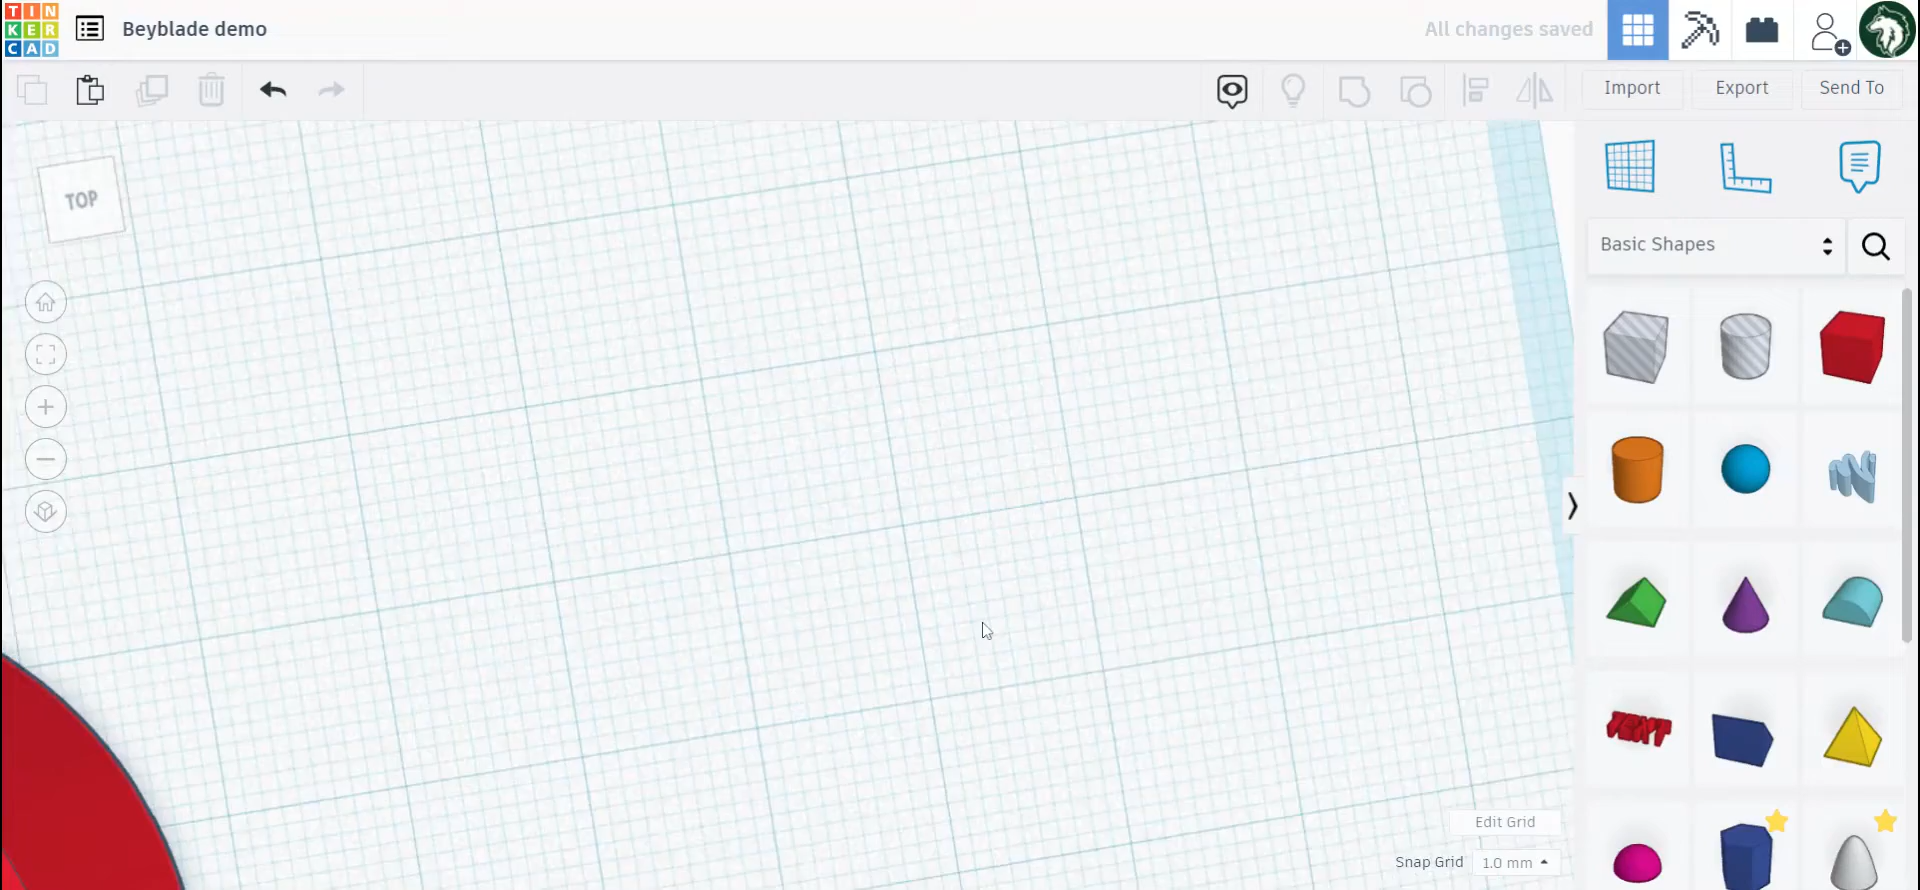 TIN
KER
CAD
Beyblade demo
All changes saved
Import
Export
Send To
TOP
Basic Shapes
TEXT
Edit Grid
Snap Grid
1.0 mm